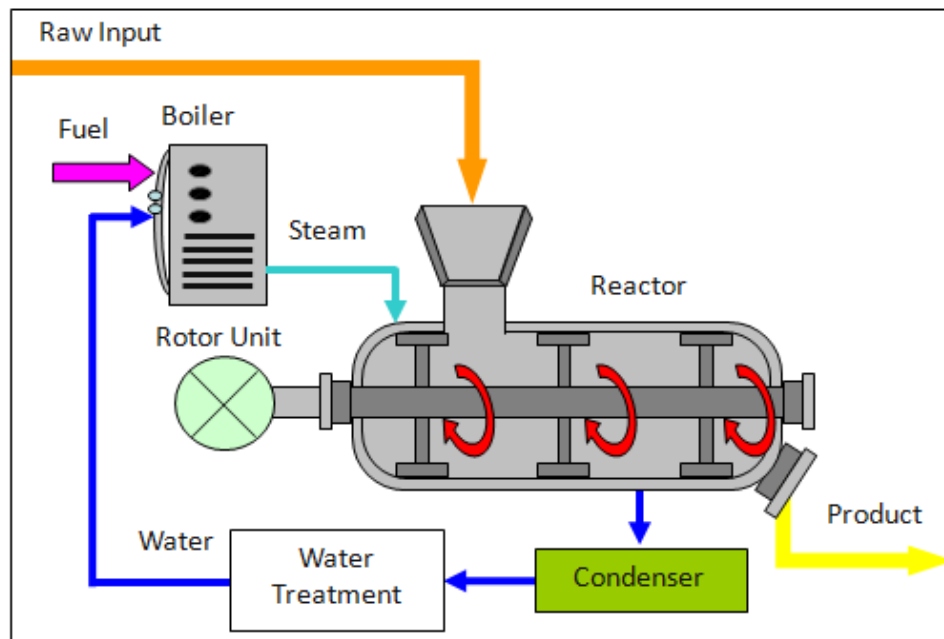 Raw Input
Boiler
Fuel
Steam
Reactor
Rotor Unit
Product
Water
Water
Treatment
Condenser